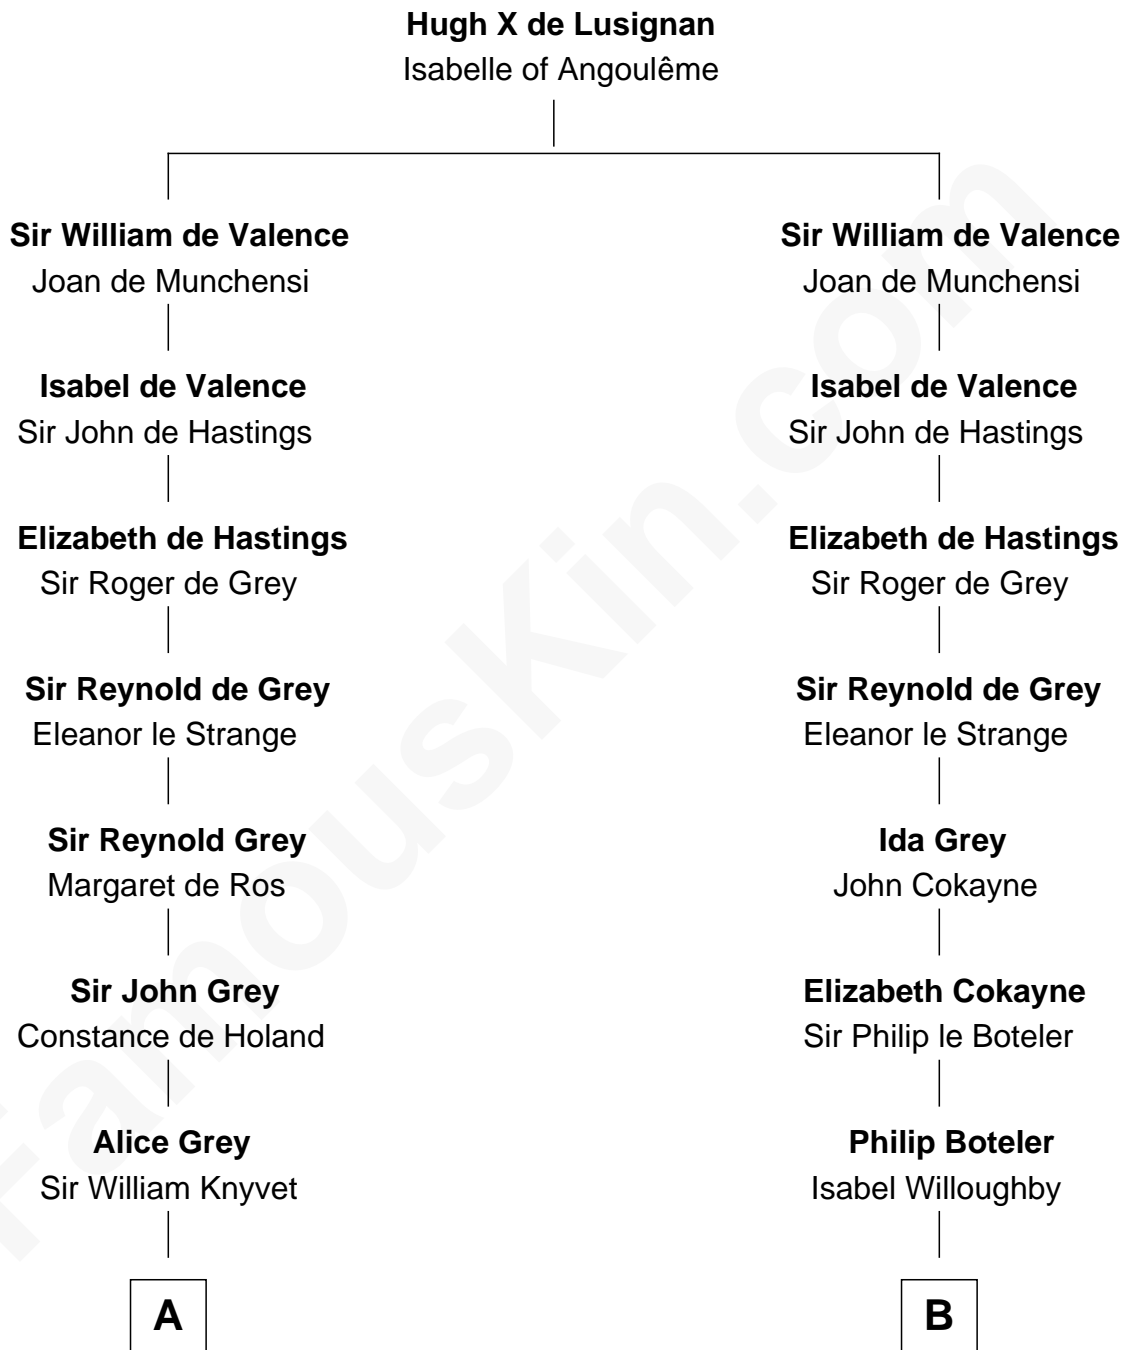 Hugh X de Lusignan
Isabelle of Angoulême
Sir William de Valence
Joan de Munchensi
Sir William de Valence
Joan de Munchensi
Isabel de Valence
Sir John de Hastings
Isabel de Valence
Sir John de Hastings
Elizabeth de Hastings
Sir Roger de Grey
Elizabeth de Hastings
Sir Roger de Grey
Sir Reynold de Grey
Eleanor le Strange
Sir Reynold de Grey
Eleanor le Strange
Sir Reynold Grey
Margaret de Ros
Ida Grey
John Cokayne
Sir John Grey
Constance de Holand
Elizabeth Cokayne
Sir Philip le Boteler
Alice Grey
Sir William Knyvet
Philip Boteler
Isabel Willoughby
A
B
FamousKin.com